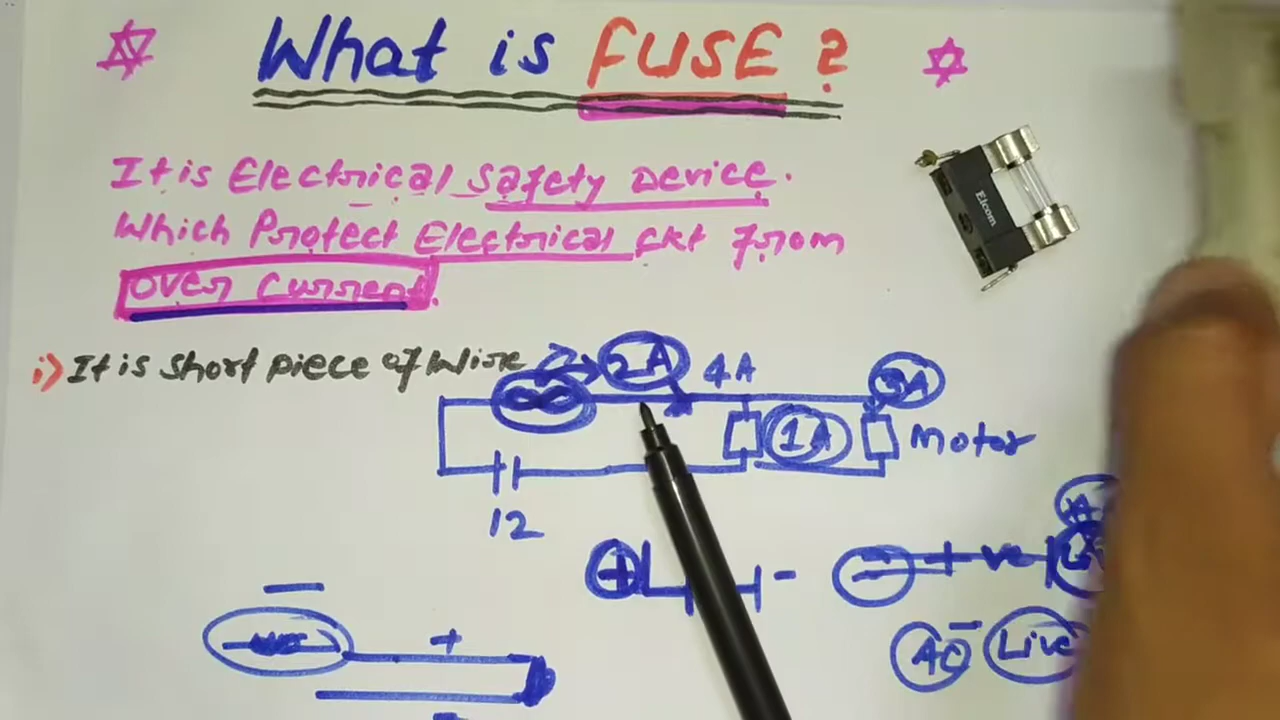 What is FUSE ?
It is Electrical Safety Device.
Which Protect Electrical Ckt from
Over Current.
Elcom
i) It is short piece of Wire
2A
4A
3A
1A
Motor
12
+
-
+ ve
AC
Live
-
+